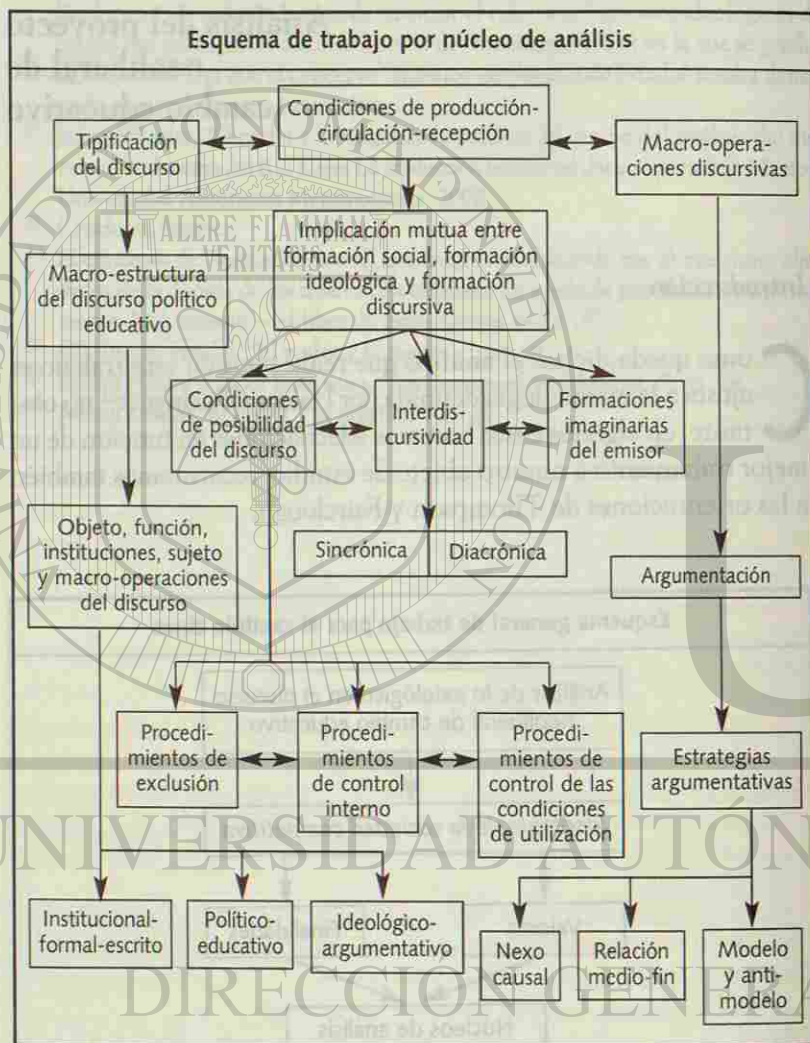 Esquema de trabajo por núcleo de análisis
Condiciones de producción-
circulación-recepción
Tipificación
del discurso
Macro-opera-
ciones discursivas
Implicación mutua entre
formación social, formación
ideológica y formación
discursiva
Macro-estructura
del discurso político
educativo
Condiciones
de posibilidad
del discurso
Interdis-
cursividad
Formaciones
imaginarias
del emisor
Objeto, función,
instituciones, sujeto
y macro-operaciones
del discurso
Sincrónica
Diacrónica
Argumentación
Procedi-
mientos de
exclusión
Procedi-
mientos
de control
interno
Procedi-
mientos de
control de las
condiciones
de utilización
Estrategias
argumentativas
Institucional-
formal-escrito
Político-
educativo
Ideológico-
argumentativo
Nexo
causal
Relación
medio-fin
Modelo
y anti-
modelo
ALERE FLAMMAM
VERITATIS
UNIVERSIDAD AUTÓN
DIRECCIÓN GENERA